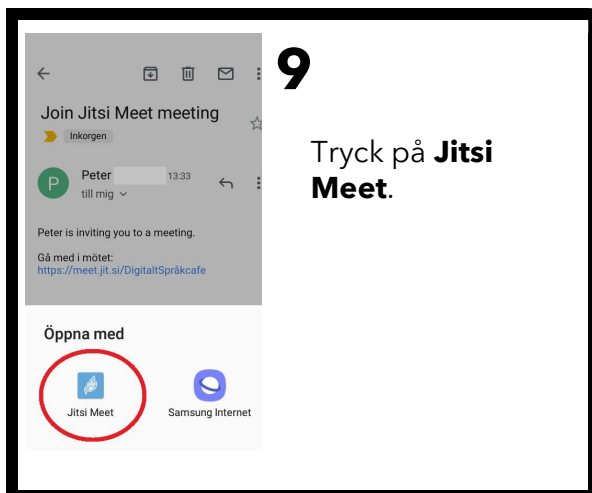 9
Tryck på Jitsi
Meet.
Join Jitsi Meet meeting
Inkorgen
P
Peter 13:33
till mig
Peter is inviting you to a meeting.
Gå med i mötet:
https://meet.jit.si/DigitaltSpråkcafe
Öppna med
Jitsi Meet Samsung Internet